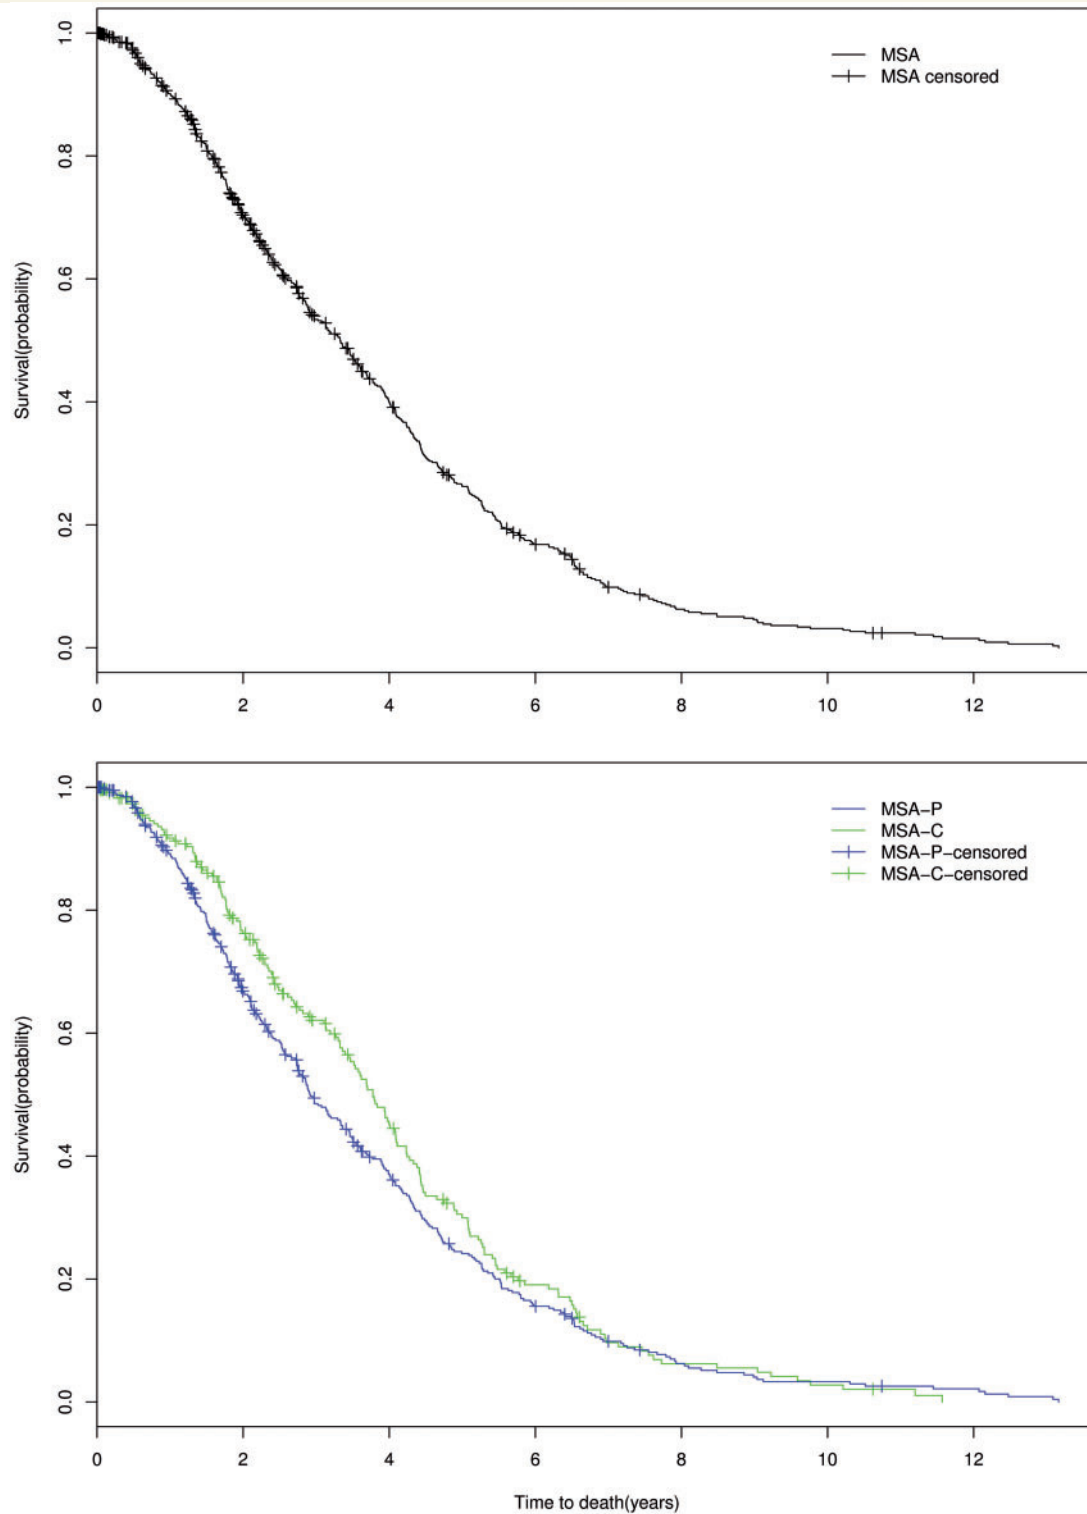 MSA
MSA censored
Survival(probability)
1.0
0.8
0.6
0.4
0.2
0.0
0 2 4 6 8 10 12
MSA-P
MSA-C
MSA-P-censored
MSA-C-censored
Survival(probability)
1.0
0.8
0.6
0.4
0.2
0.0
0 2 4 6 8 10 12
Time to death(years)